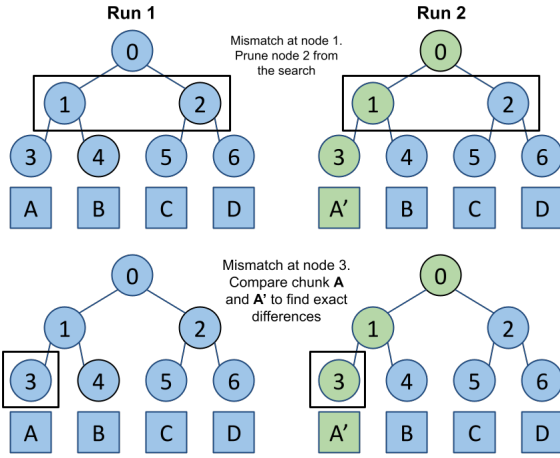 Run 1
Run 2
Mismatch at node 1.
Prune node 2 from
the search
0
0
1
2
1
2
3
4
5
6
3
4
5
6
A
B
C
D
A′
B
C
D
Mismatch at node 3.
Compare chunk A
and A′ to find exact
differences
0
0
1
2
1
2
3
4
5
6
3
4
5
6
A
B
C
D
A′
B
C
D